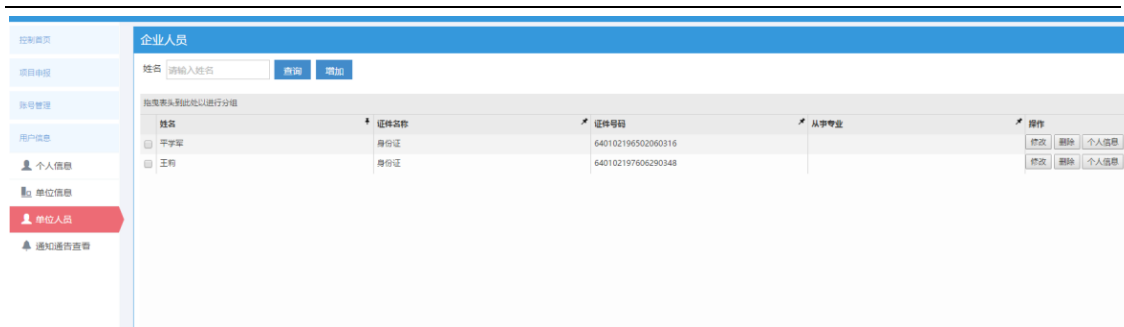 控制首页
项目申报
账号管理
用户信息
个人信息
单位信息
单位人员
通知通告查看
企业人员
姓名 请输入姓名 查询 增加
拖曳表头到此处以进行分组
姓名 证件名称 证件号码 从事专业 操作
平学军 身份证 640102196502060316 修改 删除 个人信息
身份证 640102197606290348 修改 删除 个人信息